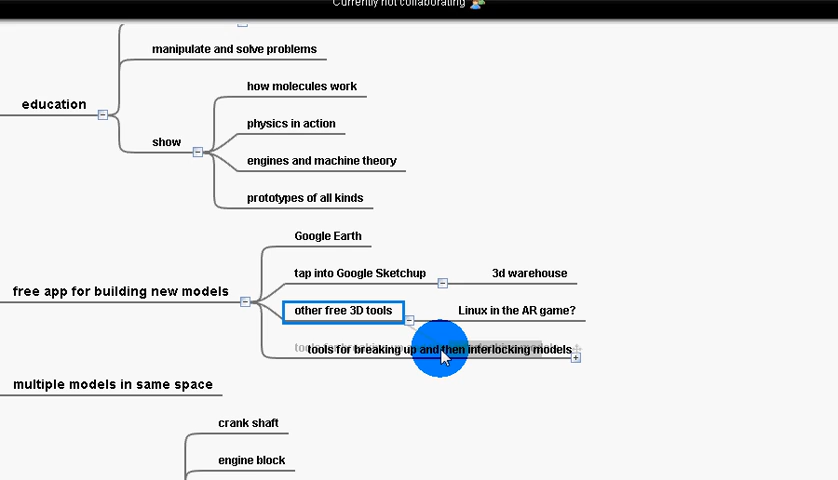 Currently not collaborating
manipulate and solve problems
education
show
how molecules work
physics in action
engines and machine theory
prototypes of all kinds
free app for building new models
Google Earth
tap into Google Sketchup
3d warehouse
other free 3D tools
Linux in the AR game?
tools for breaking up and then interlocking models
multiple models in same space
crank shaft
engine block